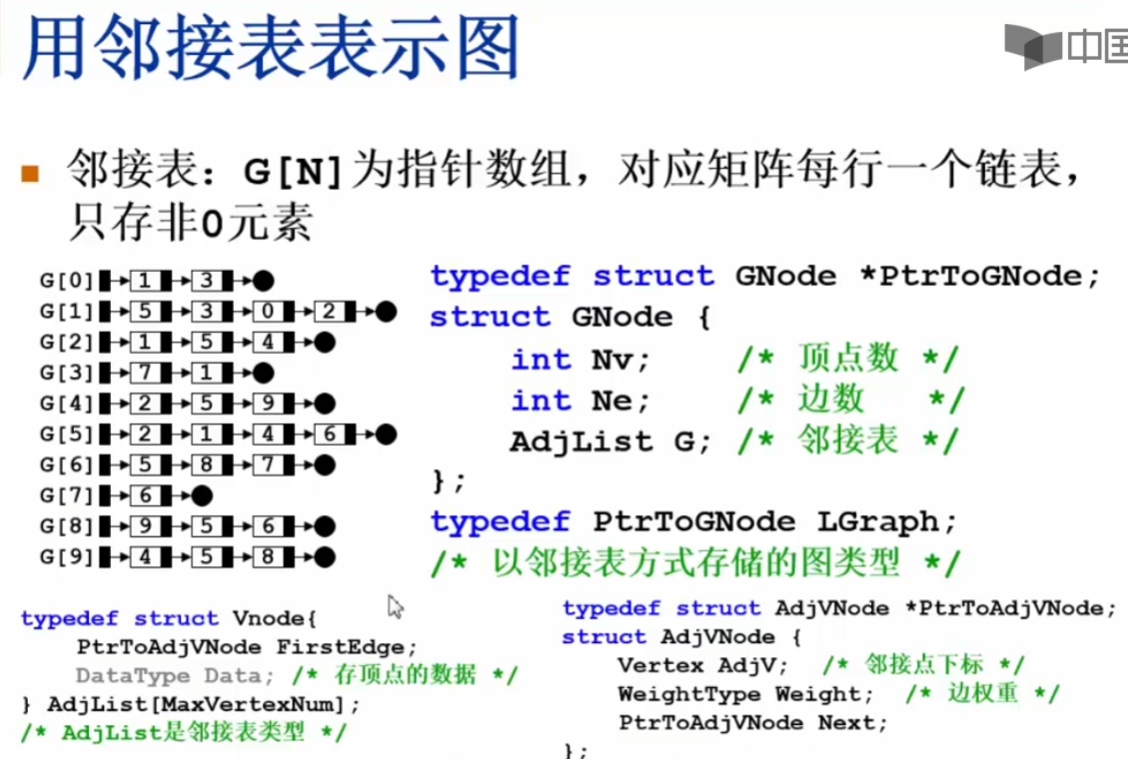 用邻接表表示图
中国
邻接表：G[N]为指针数组，对应矩阵每行一个链表，
只存非0元素
G[0] 1 3
G[1] 5 3 0 2
G[2] 1 5 4
G[3] 7 1
G[4] 2 5 9
G[5] 2 1 4 6
G[6] 5 8 7
G[7] 6
G[8] 9 5 6
G[9] 4 5 8
typedef struct GNode *PtrToGNode;
struct GNode {
int Nv; /* 顶点数 */
int Ne; /* 边数 */
AdjList G; /* 邻接表 */
};
typedef PtrToGNode LGraph;
/* 以邻接表方式存储的图类型 */
typedef struct Vnode{
PtrToAdjVNode FirstEdge;
DataType Data; /* 存顶点的数据 */
} AdjList[MaxVertexNum];
/* AdjList是邻接表类型 */
typedef struct AdjVNode *PtrToAdjVNode;
struct AdjVNode {
Vertex AdjV; /* 邻接点下标 */
WeightType Weight; /* 边权重 */
PtrToAdjVNode Next;
};